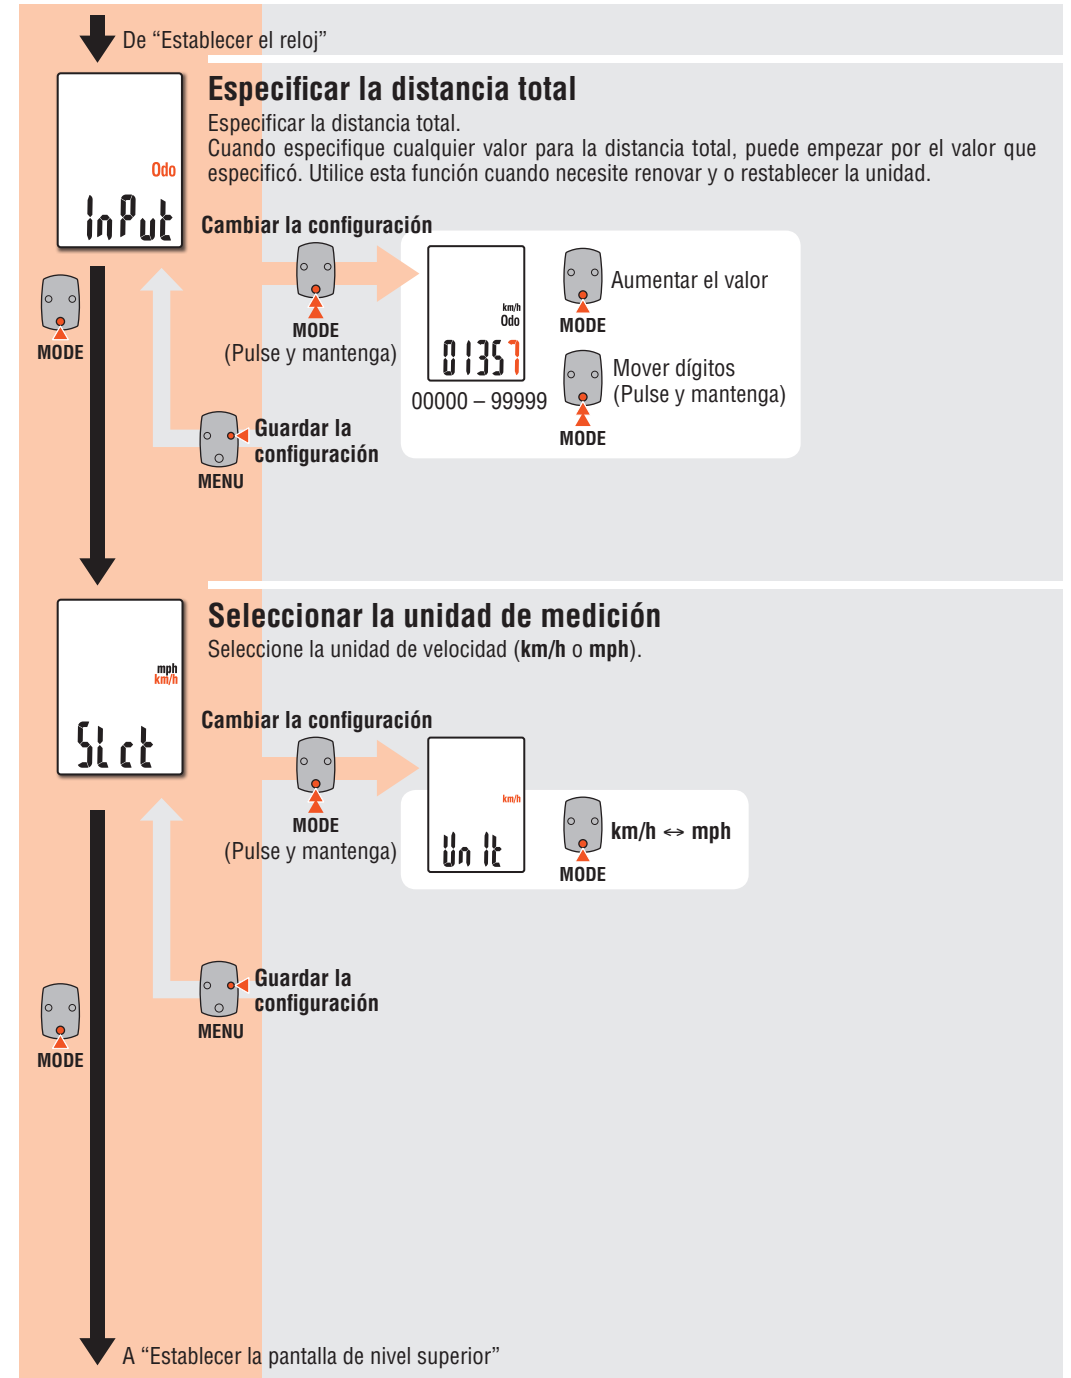 De “Establecer el reloj”
Especificar la distancia total
Especificar la distancia total.
Cuando especifique cualquier valor para la distancia total, puede empezar por el valor que
especificó. Utilice esta función cuando necesite renovar y o restablecer la unidad.
Odo
InPut
Cambiar la configuración
MODE
MODE
(Pulse y mantenga)
km/h
Odo
01357
00000 – 99999
Aumentar el valor
MODE
Mover dígitos
(Pulse y mantenga)
MODE
Guardar la
configuración
MENU
Seleccionar la unidad de medición
Seleccione la unidad de velocidad (km/h o mph).
mph
km/h
SLct
Cambiar la configuración
MODE
(Pulse y mantenga)
km/h
UnIt
km/h ↔ mph
MODE
Guardar la
configuración
MENU
MODE
A “Establecer la pantalla de nivel superior”